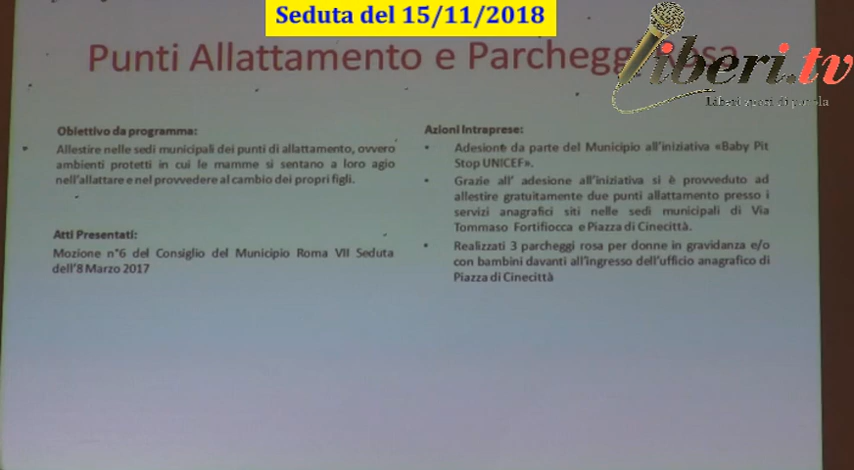 Seduta del 15/11/2018
Punti Allattamento e Parcheggi Rosa
iberi.tv
Liberi
Obiettivo da programma:
Allestire nelle sedi municipali dei punti di allattamento, ovvero
ambienti protetti in cui le mamme si sentano a loro agio
nell'allattare e nel provvedere al cambio dei propri figli.
Atti Presentati:
Mozione n°6 del Consiglio del Municipio Roma VII Seduta
dell'8 Marzo 2017
Azioni Intraprese:
Adesione da parte del Municipio all'iniziativa «Baby Pit
Stop UNICEF».
Grazie all' adesione all'iniziativa si è provveduto ad
allestire gratuitamente due punti allattamento presso i
servizi anagrafici siti nelle sedi municipali di Via
Tommaso Fortifiocca e Piazza di Cinecittà.
Realizzati 3 parcheggi rosa per donne in gravidanza e/o
con bambini davanti all'ingresso dell'ufficio anagrafico di
Piazza di Cinecittà